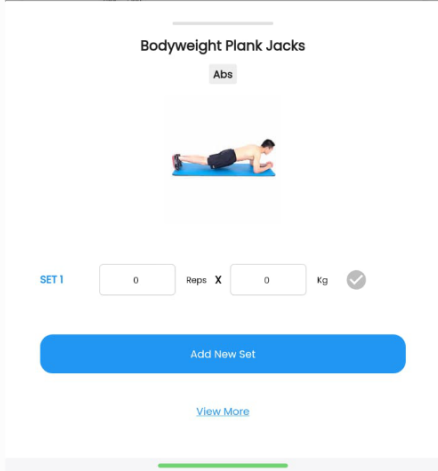 Bodyweight Plank Jacks
Abs
SET 1 0 Reps X 0 Kg
Add New Set
View More